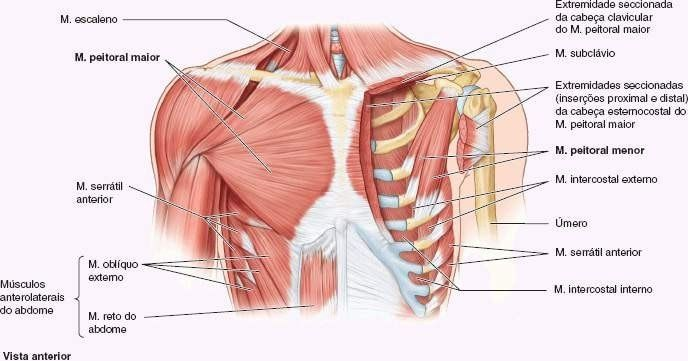 M. escaleno
M. peitoral maior
M. serrátil
anterior
M. oblíquo
externo
Músculos
anterolaterais
do abdome
M. reto do
abdome
Vista anterior
Extremidade seccionada
da cabeça clavicular
do M. peitoral maior
M. subclávio
Extremidades seccionadas
(inserções proximal e distal)
da cabeça esternocostal do
M. peitoral maior
M. peitoral menor
M. intercostal externo
Úmero
M. serrátil anterior
M. intercostal interno